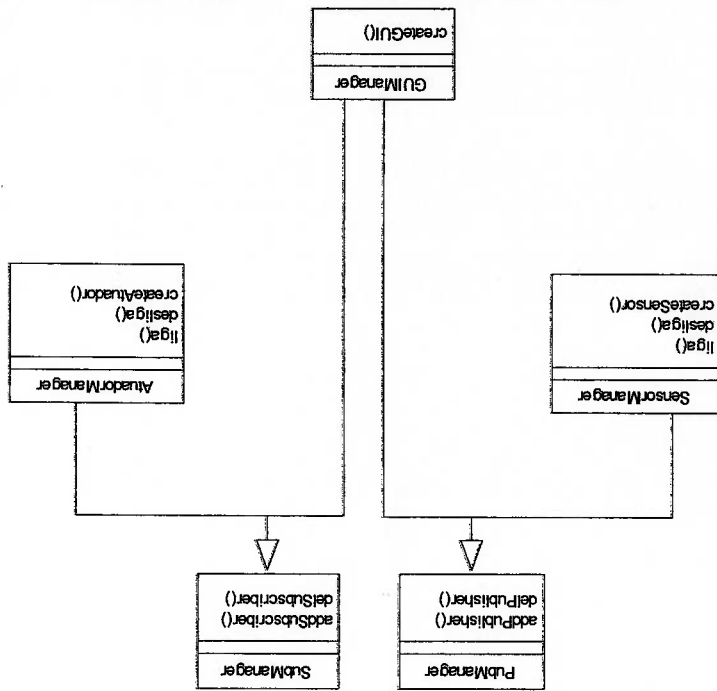 PubManager
addPublisher()
delPublisher()
SubManager
addSubscriber()
delSubscriber()
SensorManager
liga()
desliga()
createSensor()
AtuadorManager
liga()
desliga()
createAtuador()
GUIManager
createGUI()